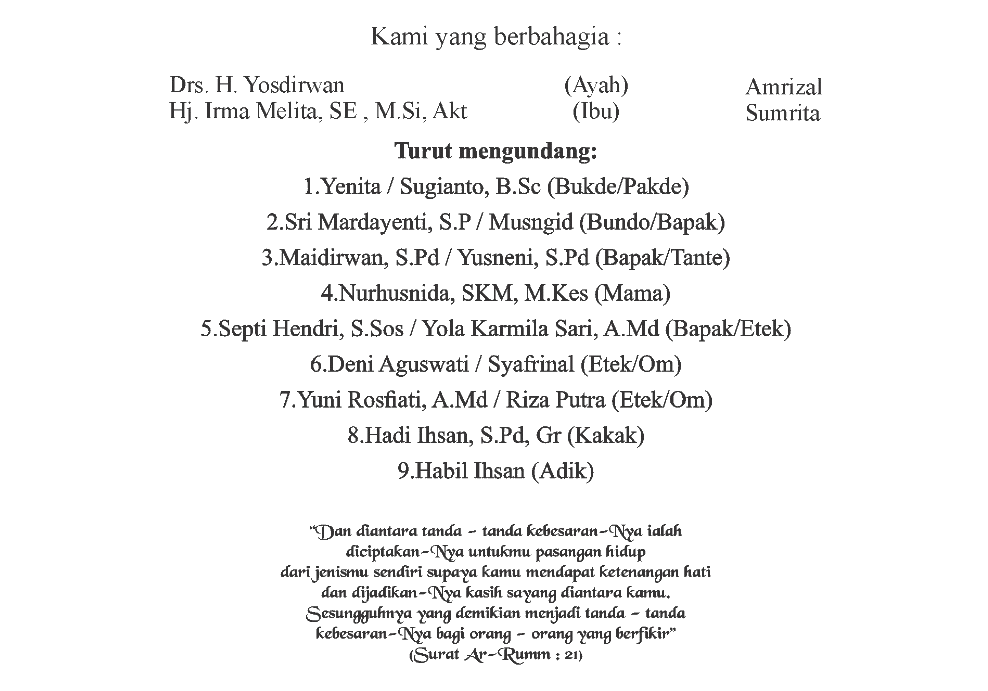 Kami yang berbahagia :
Drs. H. Yosdirwan (Ayah) Amrizal
Hj. Irma Melita, SE , M.Si, Akt (Ibu) Sumrita
Turut mengundang:
1.Yenita / Sugianto, B.Sc (Bukde/Pakde)
2.Sri Mardayenti, S.P / Musngid (Bundo/Bapak)
3.Maidirwan, S.Pd / Yusneni, S.Pd (Bapak/Tante)
4.Nurhusnida, SKM, M.Kes (Mama)
5.Septi Hendri, S.Sos / Yola Karmila Sari, A.Md (Bapak/Etek)
6.Deni Aguswati / Syafrinal (Etek/Om)
7.Yuni Rosfiati, A.Md / Riza Putra (Etek/Om)
8.Hadi Ihsan, S.Pd, Gr (Kakak)
9.Habil Ihsan (Adik)
"Dan diantara tanda - tanda kebesaran-Nya ialah
diciptakan-Nya untukmu pasangan hidup
dari jenismu sendiri supaya kamu mendapat ketenangan hati
dan dijadikan-Nya kasih sayang diantara kamu.
Sesungguhnya yang demikian menjadi tanda - tanda
kebesaran-Nya bagi orang - orang yang berfikir"
(Surat Ar-Rumm : 21)